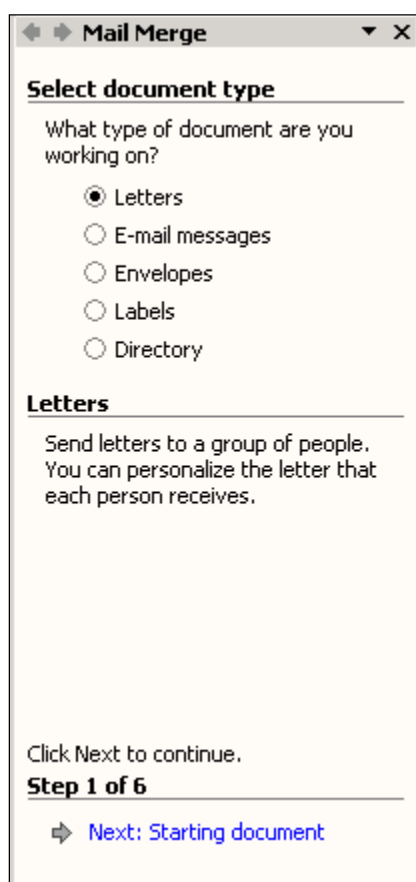 Mail Merge
Select document type
What type of document are you
working on?
Letters
E-mail messages
Envelopes
Labels
Directory
Letters
Send letters to a group of people.
You can personalize the letter that
each person receives.
Click Next to continue.
Step 1 of 6
Next: Starting document